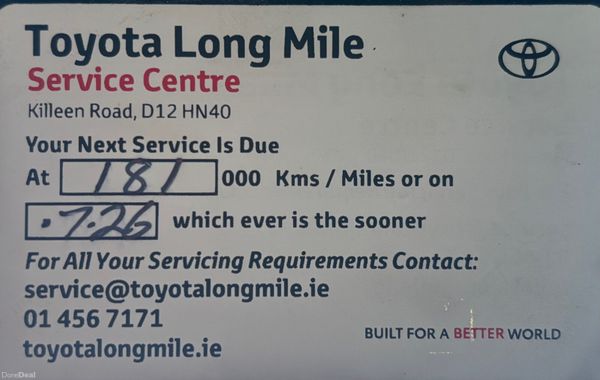 Toyota Long Mile
Service Centre
Killeen Road, D12 HN40
Your Next Service Is Due
At 181 000 Kms / Miles or on
.7.26 which ever is the sooner
For All Your Servicing Requirements Contact:
service@toyotalongmile.ie
01 456 7171
toyotalongmile.ie
BUILT FOR A BETTER WORLD
DoneDeal